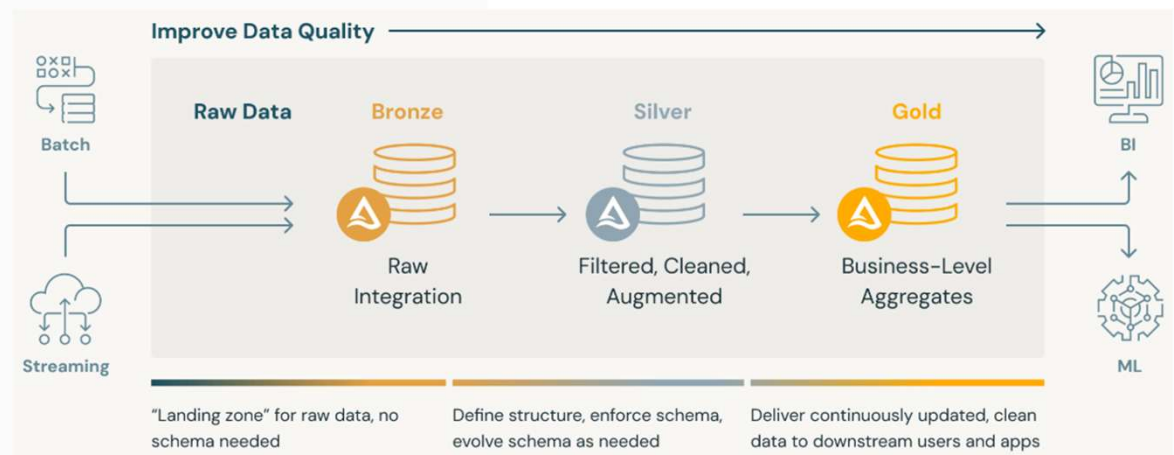 Improve Data Quality
Batch
Raw Data
Bronze
Silver
Gold
BI
Raw
Integration
Filtered, Cleaned,
Augmented
Business-Level
Aggregates
Streaming
ML
“Landing zone” for raw data, no
schema needed
Define structure, enforce schema,
evolve schema as needed
Deliver continuously updated, clean
data to downstream users and apps